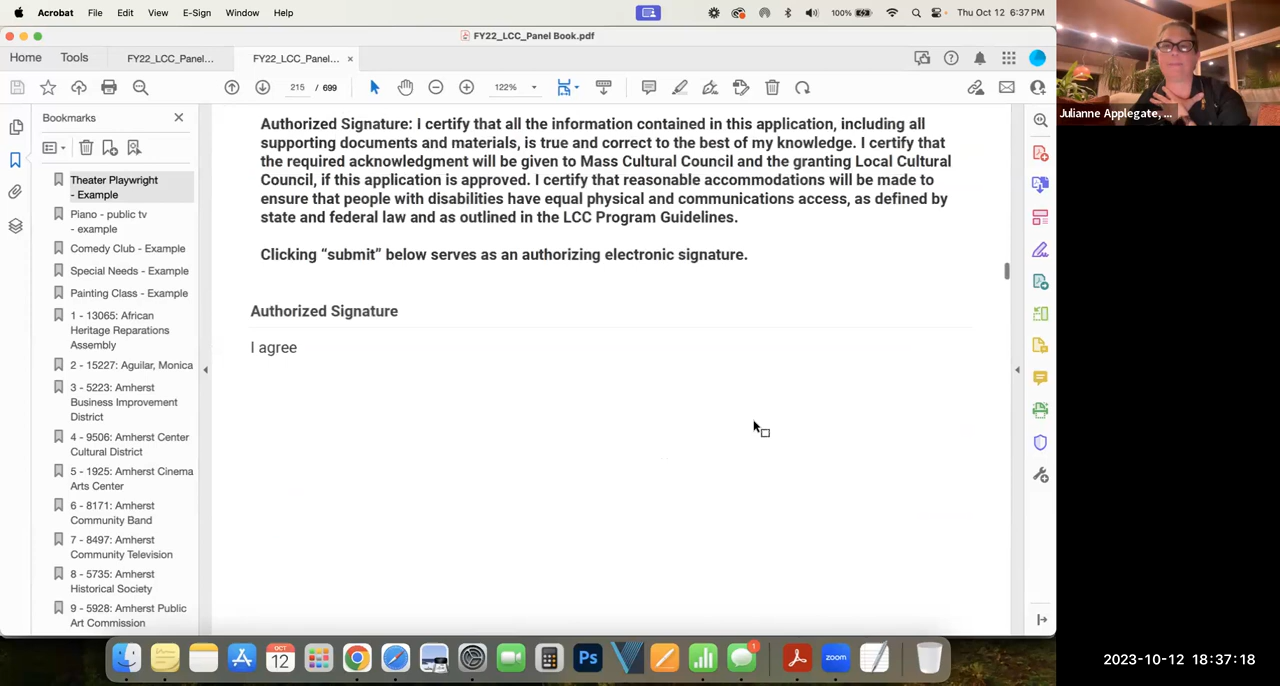 Acrobat File Edit View E-Sign Window Help
100% Thu Oct 12 6:37 PM
FY22_LCC_Panel Book.pdf
Home Tools FY22_LCC_Panel... FY22_LCC_Panel... ×
215 / 699 122%
Bookmarks
Theater Playwright
- Example
Piano - public tv
- example
Comedy Club - Example
Special Needs - Example
Painting Class - Example
1 - 13065: African
Heritage Reparations
Assembly
2 - 15227: Aguilar, Monica
3 - 5223: Amherst
Business Improvement
District
4 - 9506: Amherst Center
Cultural District
5 - 1925: Amherst Cinema
Arts Center
6 - 8171: Amherst
Community Band
7 - 8497: Amherst
Community Television
8 - 5735: Amherst
Historical Society
9 - 5928: Amherst Public
Art Commission
Authorized Signature: I certify that all the information contained in this application, including all
supporting documents and materials, is true and correct to the best of my knowledge. I certify that
the required acknowledgment will be given to Mass Cultural Council and the granting Local Cultural
Council, if this application is approved. I certify that reasonable accommodations will be made to
ensure that people with disabilities have equal physical and communications access, as defined by
state and federal law and as outlined in the LCC Program Guidelines.
Clicking “submit” below serves as an authorizing electronic signature.
Authorized Signature
I agree
Julianne Applegate, ...
OCT
12
Ps
1
zoom
2023-10-12 18:37:18